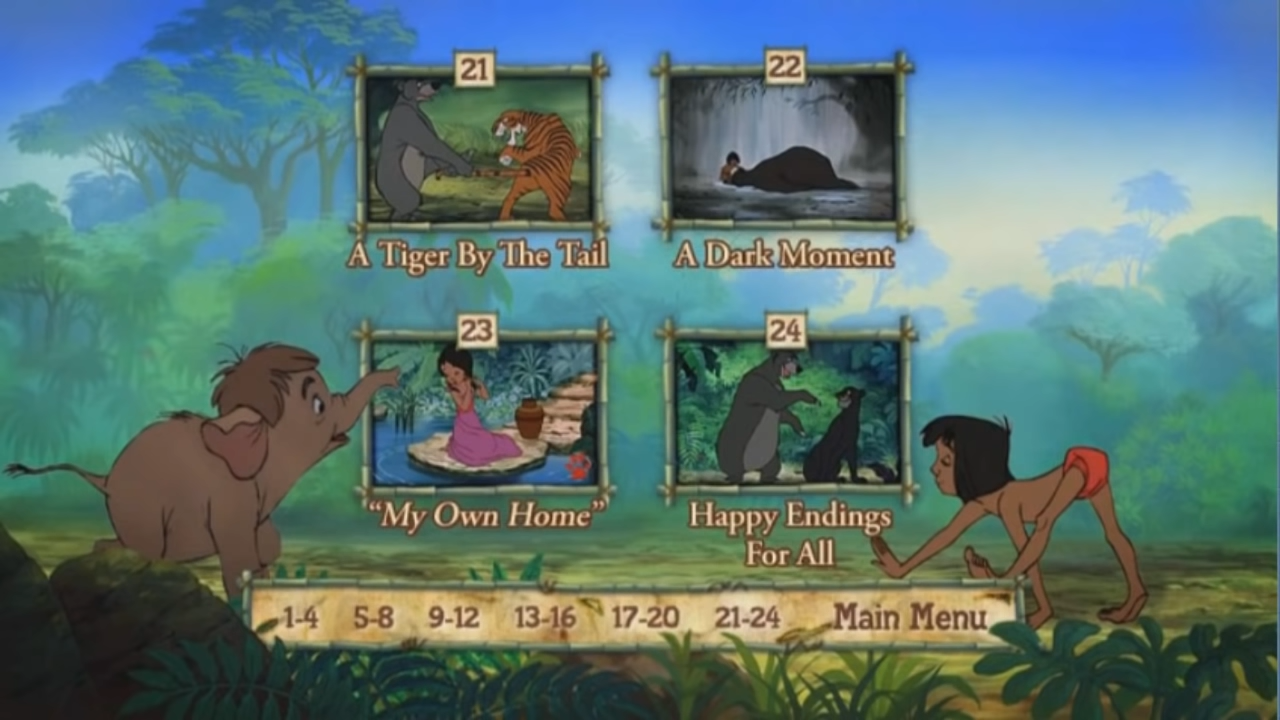 21
22
A Tiger By The Tail
A Dark Moment
23
24
“My Own Home”
Happy Endings
For All
1-4 5-8 9-12 13-16 17-20 21-24 Main Menu